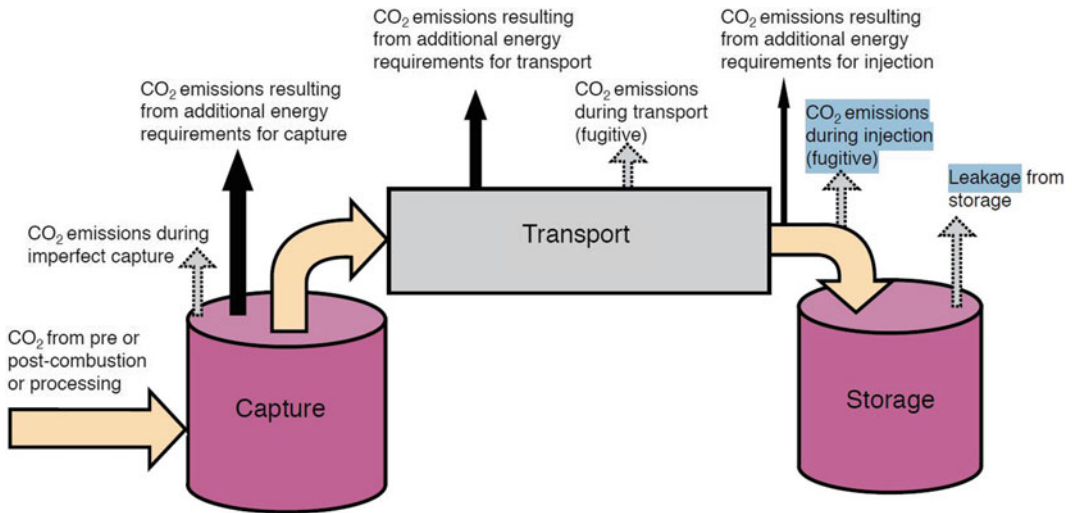 CO₂ emissions resulting
from additional energy
requirements for transport
CO₂ emissions resulting
from additional energy
requirements for injection
CO₂ emissions resulting
from additional energy
requirements for capture
CO₂ emissions
during transport
(fugitive)
CO₂ emissions
during injection
(fugitive)
Leakage from
storage
CO₂ emissions during
imperfect capture
Transport
CO₂ from pre or
post-combustion
or processing
Capture
Storage